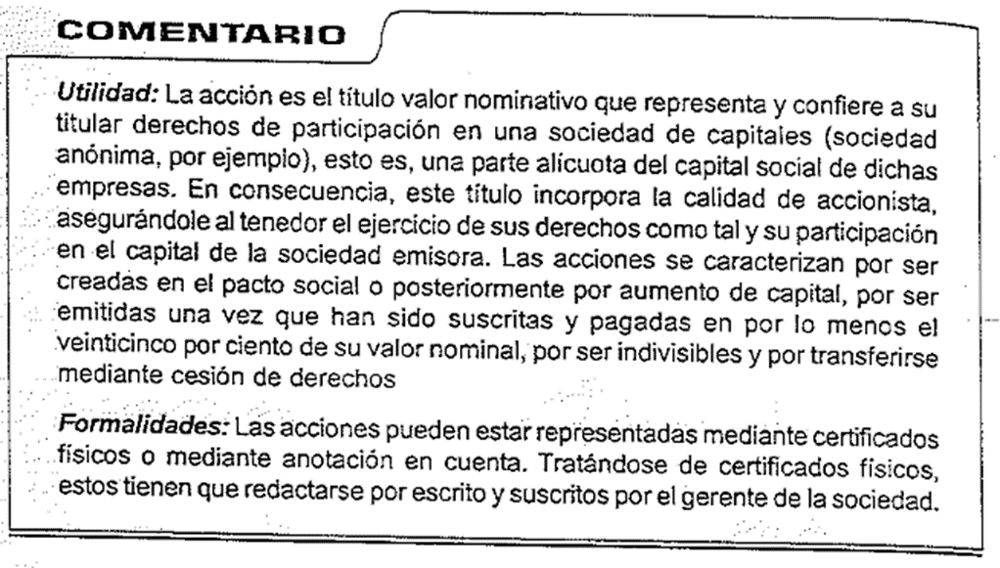 COMENTARIO
Utilidad: La acción es el título valor nominativo que representa y confiere a su
titular derechos de participación en una sociedad de capitales (sociedad
anónima, por ejemplo), esto es, una parte alícuota del capital social de dichas
empresas. En consecuencia, este título incorpora la calidad de accionista,
asegurándole al tenedor el ejercicio de sus derechos como tal y su participación
en el capital de la sociedad emisora. Las acciones se caracterizan por ser
creadas en el pacto social o posteriormente por aumento de capital, por ser
emitidas una vez que han sido suscritas y pagadas en por lo menos el
veinticinco por ciento de su valor nominal, por ser indivisibles y por transferirse
mediante cesión de derechos
Formalidades: Las acciones pueden estar representadas mediante certificados
físicos o mediante anotación en cuenta. Tratándose de certificados físicos,
estos tienen que redactarse por escrito y suscritos por el gerente de la sociedad.